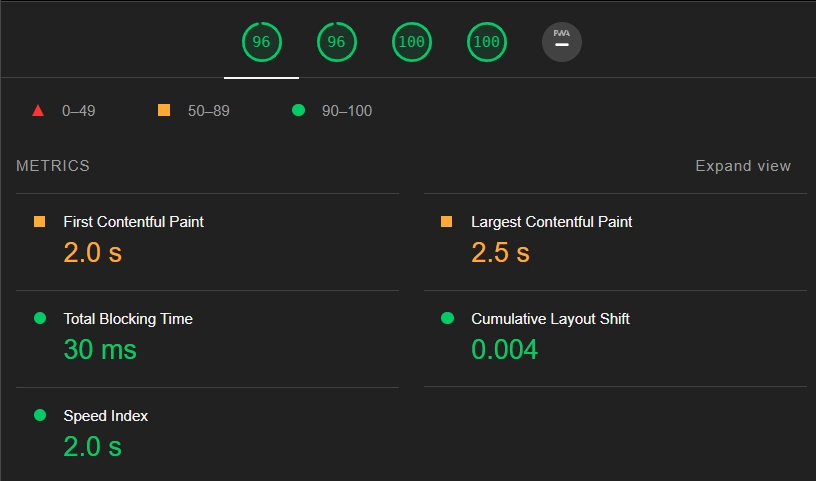 96 96 100 100 PWA
0–49 50–89 90–100
METRICS Expand view
First Contentful Paint
2.0 s
Largest Contentful Paint
2.5 s
Total Blocking Time
30 ms
Cumulative Layout Shift
0.004
Speed Index
2.0 s